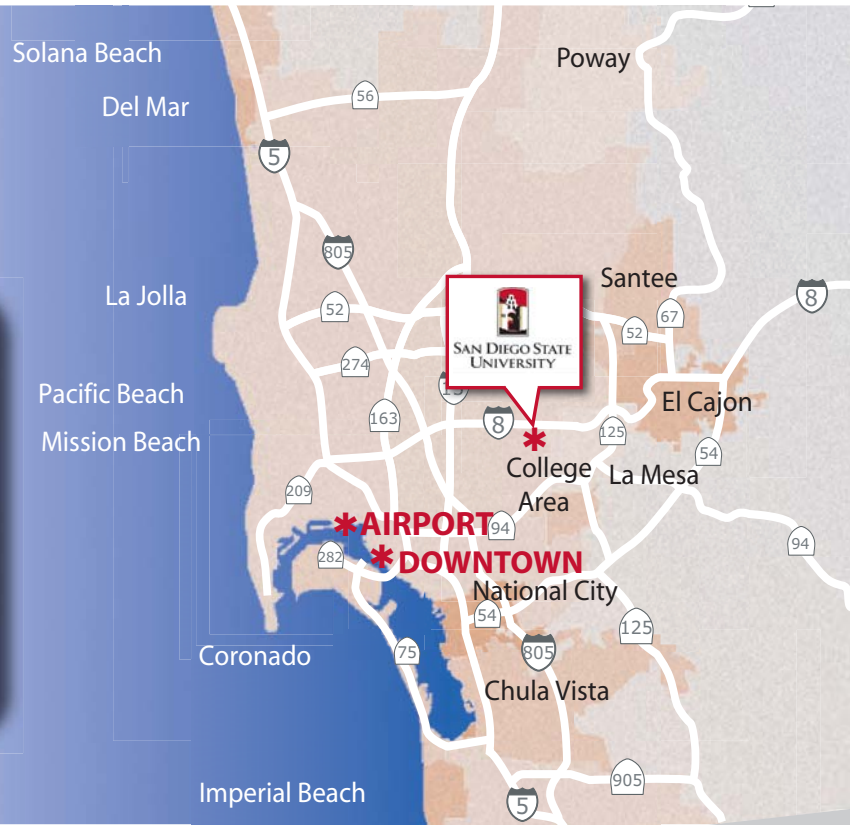 Solana Beach
Poway
Del Mar
56
5
805
La Jolla
Santee
8
52
67
52
SAN DIEGO STATE
UNIVERSITY
274
15
Pacific Beach
El Cajon
163
8
125
Mission Beach
College
Area
La Mesa
54
209
AIRPORT
94
94
282
DOWNTOWN
National City
54
125
Coronado
75
805
Chula Vista
Imperial Beach
905
5